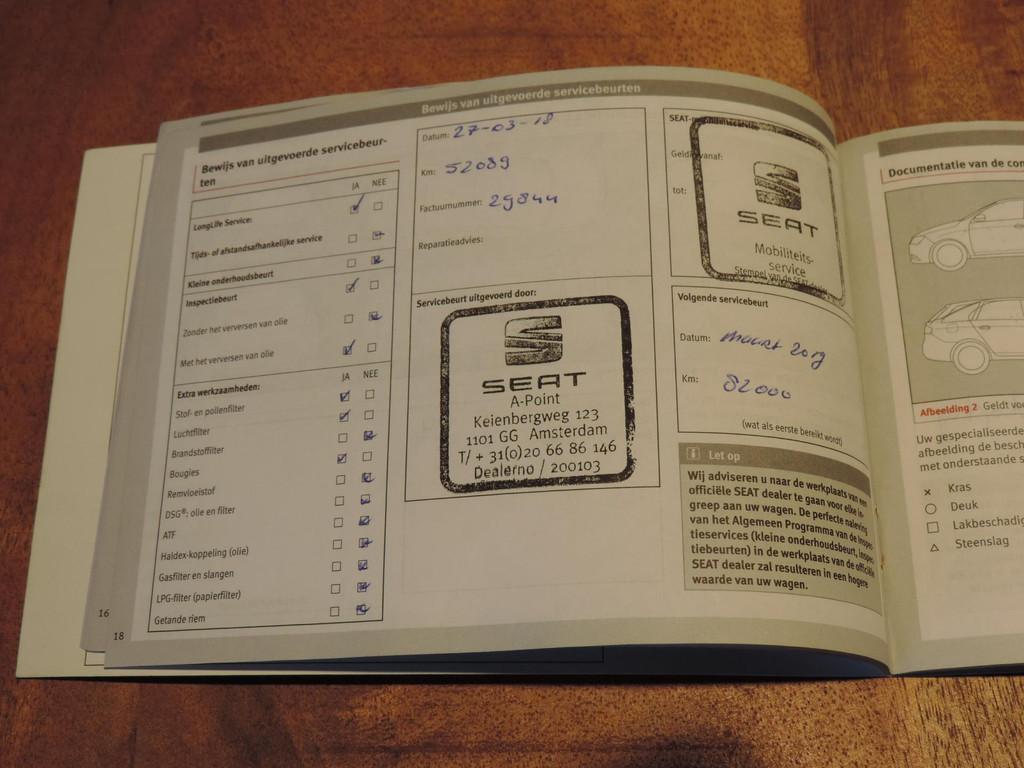 Bewijs van uitgevoerde servicebeurten
Bewijs van uitgevoerde servicebeur-
ten
JA NEE
LongLife Service:
Tijds- of afstandsafhankelijke service
Kleine onderhoudsbeurt
Inspectiebeurt
Zonder het verversen van olie
Met het verversen van olie
Extra werkzaamheden: JA NEE
Stof- en pollenfilter
Luchtfilter
Brandstoffilter
Bougies
Remvloeistof
DSG®: olie en filter
ATF
Haldex-koppeling (olie)
Gasfilter en slangen
LPG-filter (papierfilter)
Getande riem
16
18
Datum: 27-03-18
Km: 52089
Factuurnummer: 29844
Reparatieadvies:
Servicebeurt uitgevoerd door:
SEAT
A-Point
Keienbergweg 123
1101 GG Amsterdam
T/ + 31(0)20 66 86 146
Dealerno / 200103
Geldig vanaf:
tot:
SEAT
Mobiliteits-
service
Stempel van de SEAT
Volgende servicebeurt
Datum: maart 2019
Km: 82000
(wat als eerste bereikt wordt)
Let op
Wij adviseren u naar de werkplaats van een
officiële SEAT dealer te gaan voor elke in-
greep aan uw wagen. De perfecte naleving
van het Algemeen Programma van de Inspec-
tieservices (kleine onderhoudsbeurt, inspec-
tiebeurten) in de werkplaats van de officiële
SEAT dealer zal resulteren in een hogere
waarde van uw wagen.
Documentatie van de
Afbeelding 2 Geldt
Uw gespecialiseerde
afbeelding de
met onderstaande
× Kras
○ Deuk
□ Lakbeschadig
△ Steenslag